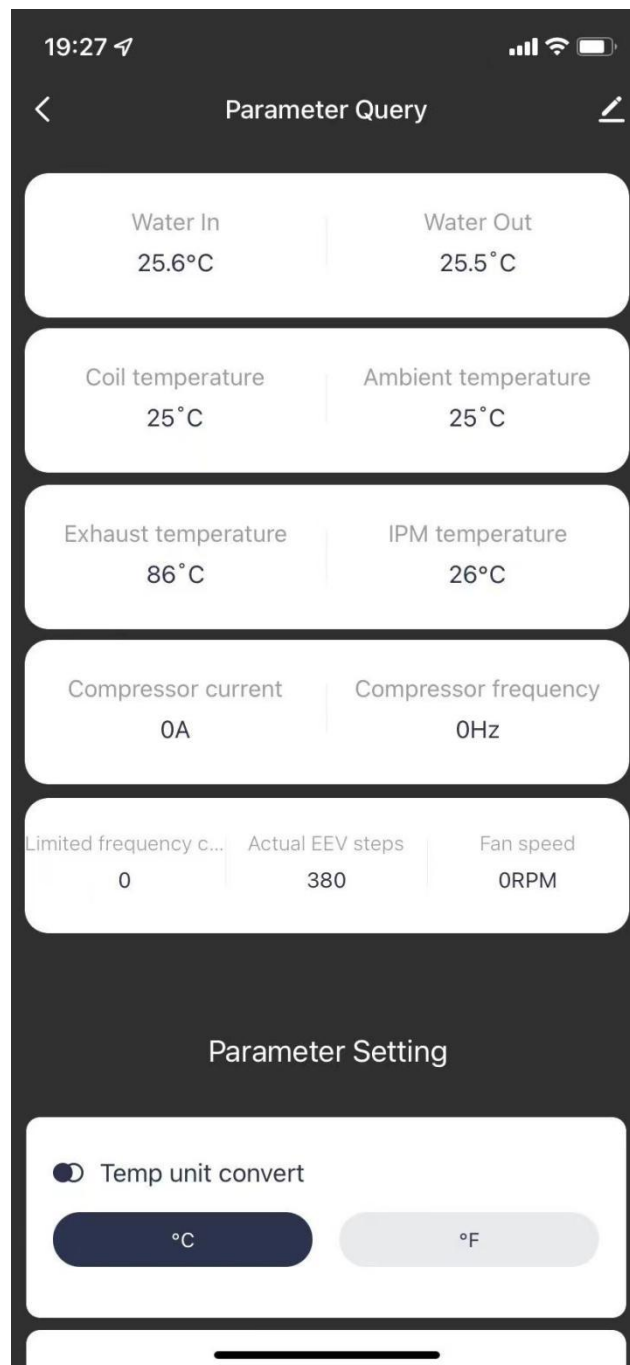 19:27
Parameter Query
Water In Water Out
25.6°C 25.5°C
Coil temperature Ambient temperature
25°C 25°C
Exhaust temperature IPM temperature
86°C 26°C
Compressor current Compressor frequency
0A 0Hz
Limited frequency c... Actual EEV steps Fan speed
0 380 0RPM
Parameter Setting
Temp unit convert
°C °F